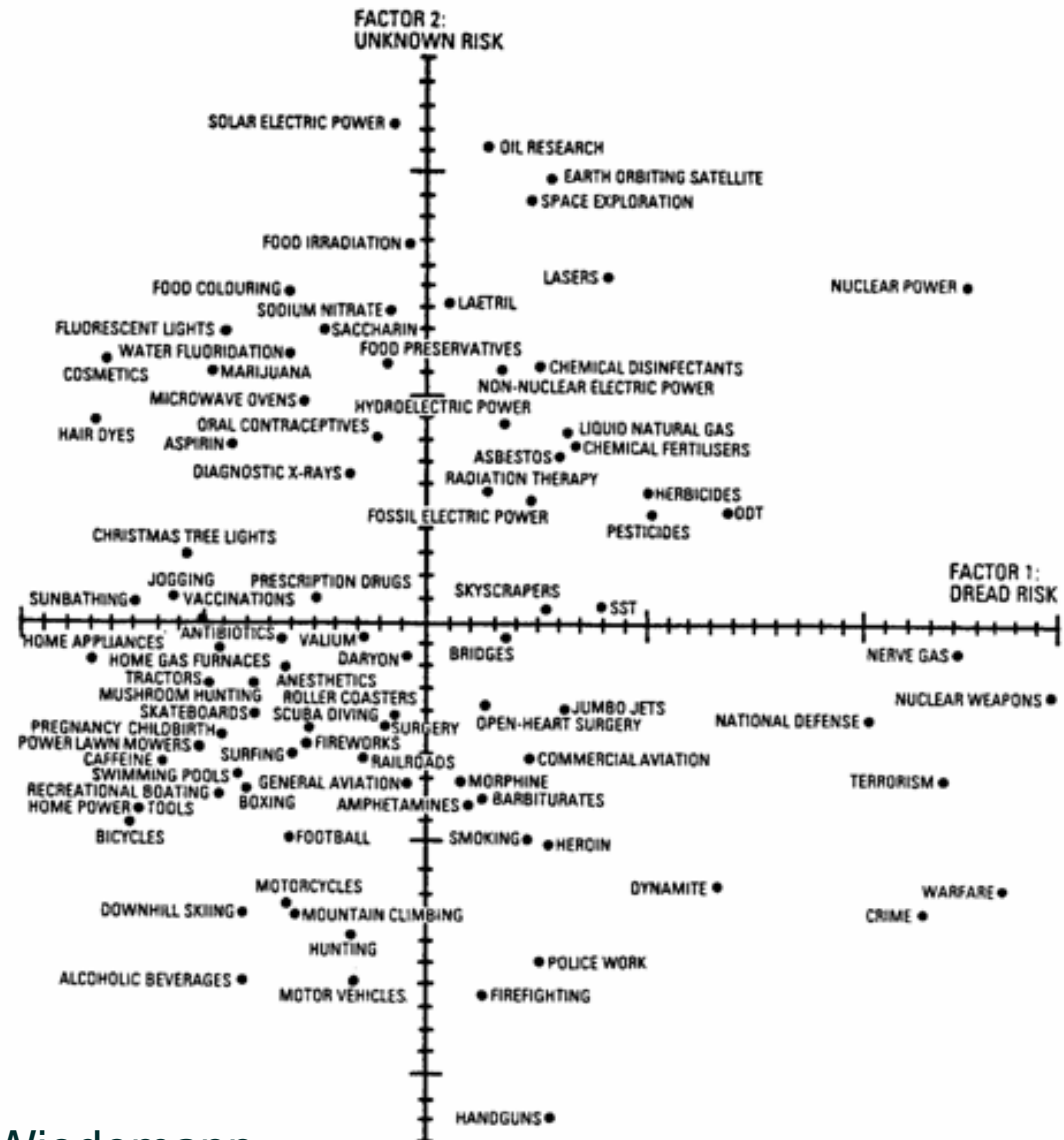 FACTOR 2:
UNKNOWN RISK
SOLAR ELECTRIC POWER
OIL RESEARCH
EARTH ORBITING SATELLITE
SPACE EXPLORATION
FOOD IRRADIATION
LASERS
NUCLEAR POWER
FOOD COLOURING
SODIUM NITRATE
LAETRIL
FLUORESCENT LIGHTS
SACCHARIN
WATER FLUORIDATION
FOOD PRESERVATIVES
COSMETICS
MARIJUANA
CHEMICAL DISINFECTANTS
NON-NUCLEAR ELECTRIC POWER
MICROWAVE OVENS
HYDROELECTRIC POWER
HAIR DYES
ORAL CONTRACEPTIVES
LIQUID NATURAL GAS
ASPIRIN
CHEMICAL FERTILISERS
ASBESTOS
DIAGNOSTIC X-RAYS
RADIATION THERAPY
HERBICIDES
FOSSIL ELECTRIC POWER
DDT
PESTICIDES
CHRISTMAS TREE LIGHTS
FACTOR 1:
DREAD RISK
JOGGING
PRESCRIPTION DRUGS
SKYSCRAPERS
SUNBATHING
VACCINATIONS
SST
HOME APPLIANCES
ANTIBIOTICS
VALIUM
DARYON
BRIDGES
NERVE GAS
HOME GAS FURNACES
TRACTORS
ANESTHETICS
MUSHROOM HUNTING
ROLLER COASTERS
NUCLEAR WEAPONS
SKATEBOARDS
SCUBA DIVING
JUMBO JETS
PREGNANCY CHILDBIRTH
SURGERY
OPEN-HEART SURGERY
NATIONAL DEFENSE
POWER LAWN MOWERS
FIREWORKS
CAFFEINE
SURFING
RAILROADS
COMMERCIAL AVIATION
SWIMMING POOLS
GENERAL AVIATION
MORPHINE
TERRORISM
RECREATIONAL BOATING
BOXING
AMPHETAMINES
BARBITURATES
HOME POWER TOOLS
BICYCLES
FOOTBALL
SMOKING
HEROIN
MOTORCYCLES
DYNAMITE
WARFARE
DOWNHILL SKIING
MOUNTAIN CLIMBING
CRIME
HUNTING
POLICE WORK
ALCOHOLIC BEVERAGES
MOTOR VEHICLES
FIREFIGHTING
HANDGUNS